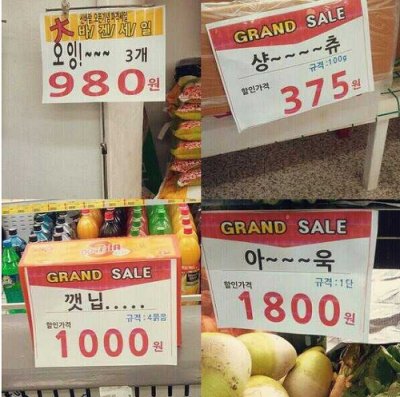 大
바/겐/세/일
오잉!~~~ 3개
980원
GRAND SALE
샹~~~~츄
규격:100g
할인가격
375원
GRAND SALE
깻닙.....
할인가격
규격:4묶음
1000원
GRAND SALE
아~~~욱
할인가격
규격:1단
1800원